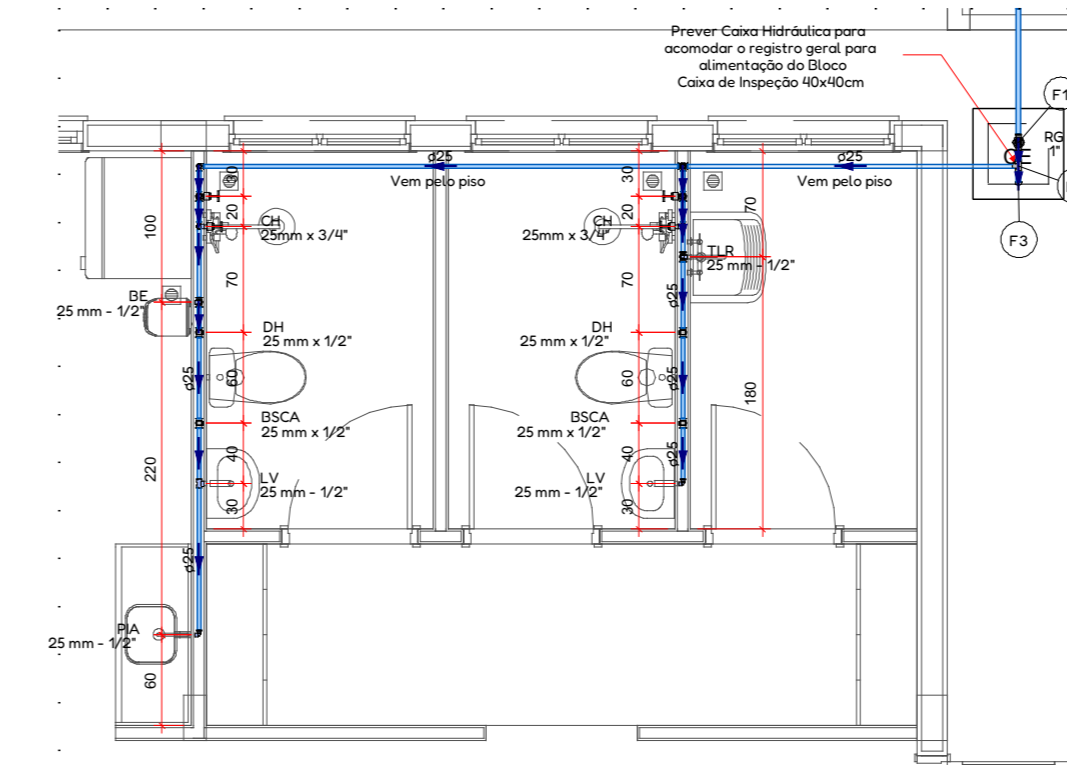 Prever Caixa Hidráulica para
acomodar o registro geral para
alimentação do Bloco
Caixa de Inspeção 40x40cm
F1
RG
1"
F3
ø25
Vem pelo piso
ø25
Vem pelo piso
30
20
70
60
40
30
CH
25mm x 3/4"
DH
25 mm x 1/2"
BSCA
25 mm x 1/2"
LV
25 mm - 1/2"
100
BE
25 mm - 1/2"
ø25
220
ø25
PIA
25 mm - 1/2"
60
30
20
70
60
40
30
CH
25mm x 3/4"
DH
25 mm x 1/2"
BSCA
25 mm x 1/2"
LV
25 mm - 1/2"
ø25
ø25
ø25
70
TLR
25 mm - 1/2"
180